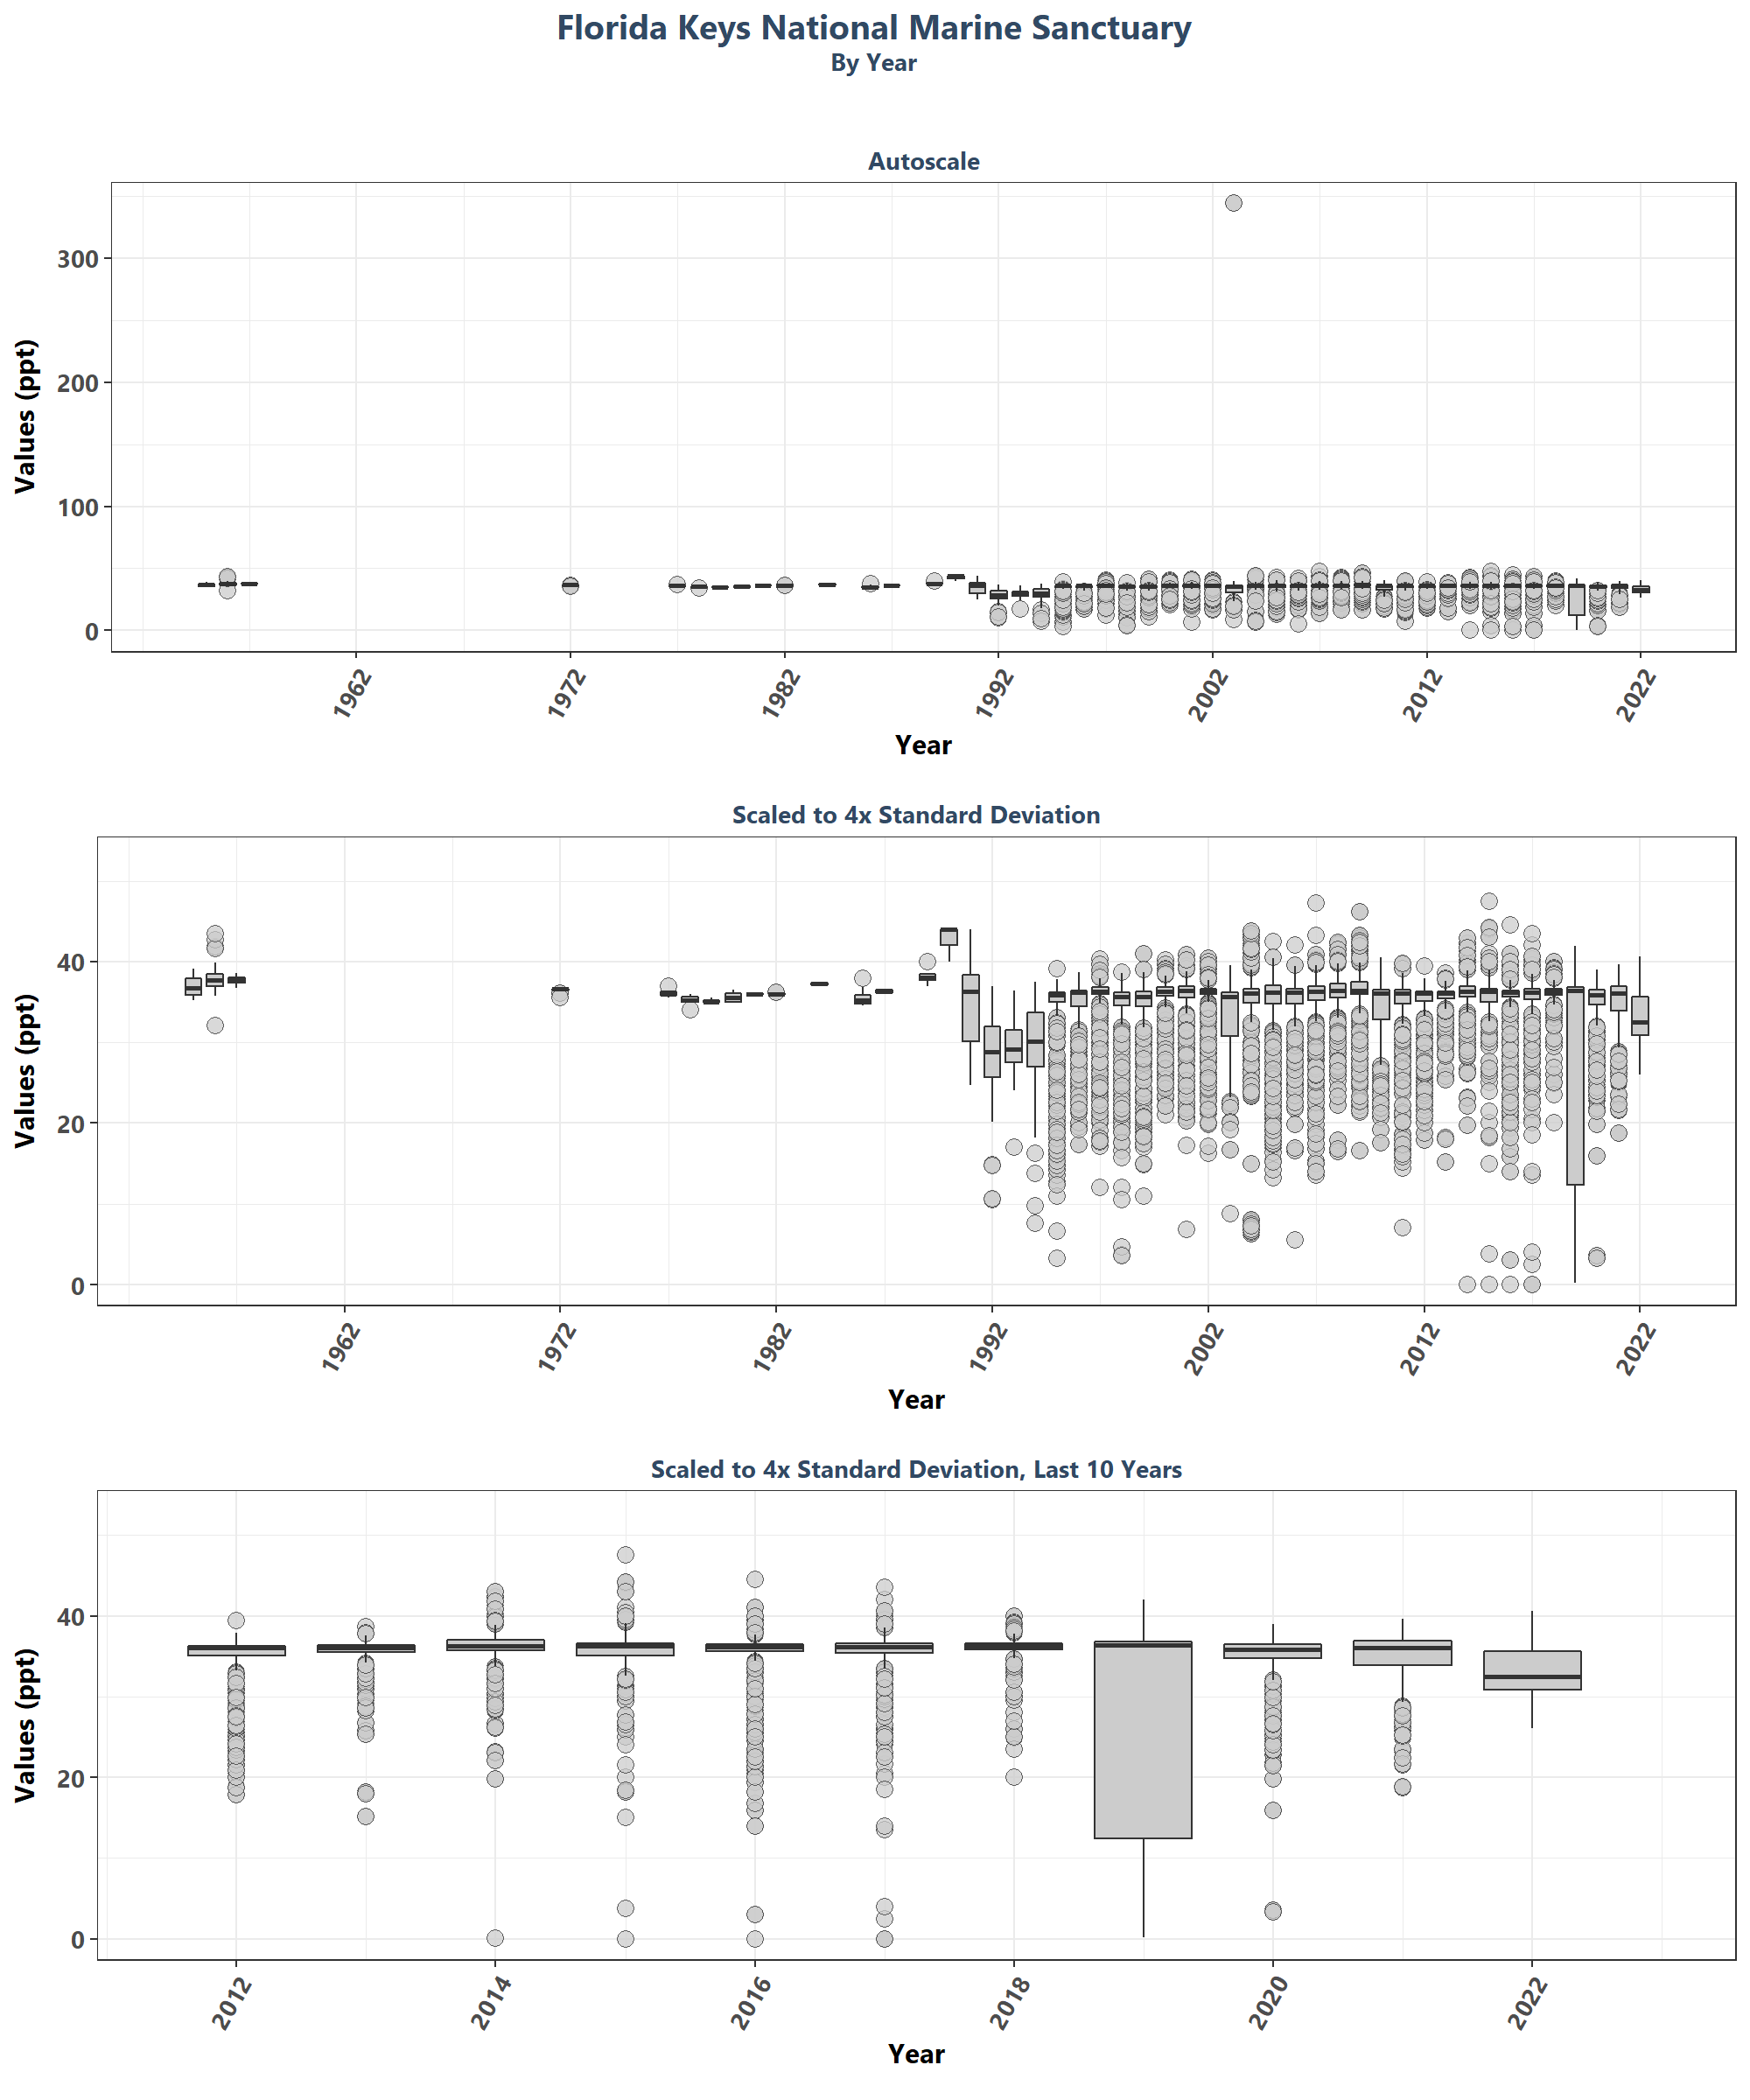 Florida Keys National Marine Sanctuary
By Year
Autoscale
Values (ppt)
300
200
100
0
1962 1972 1982 1992 2002 2012 2022
Year
Scaled to 4x Standard Deviation
Values (ppt)
40
20
0
1962 1972 1982 1992 2002 2012 2022
Year
Scaled to 4x Standard Deviation, Last 10 Years
Values (ppt)
40
20
0
2012 2014 2016 2018 2020 2022
Year